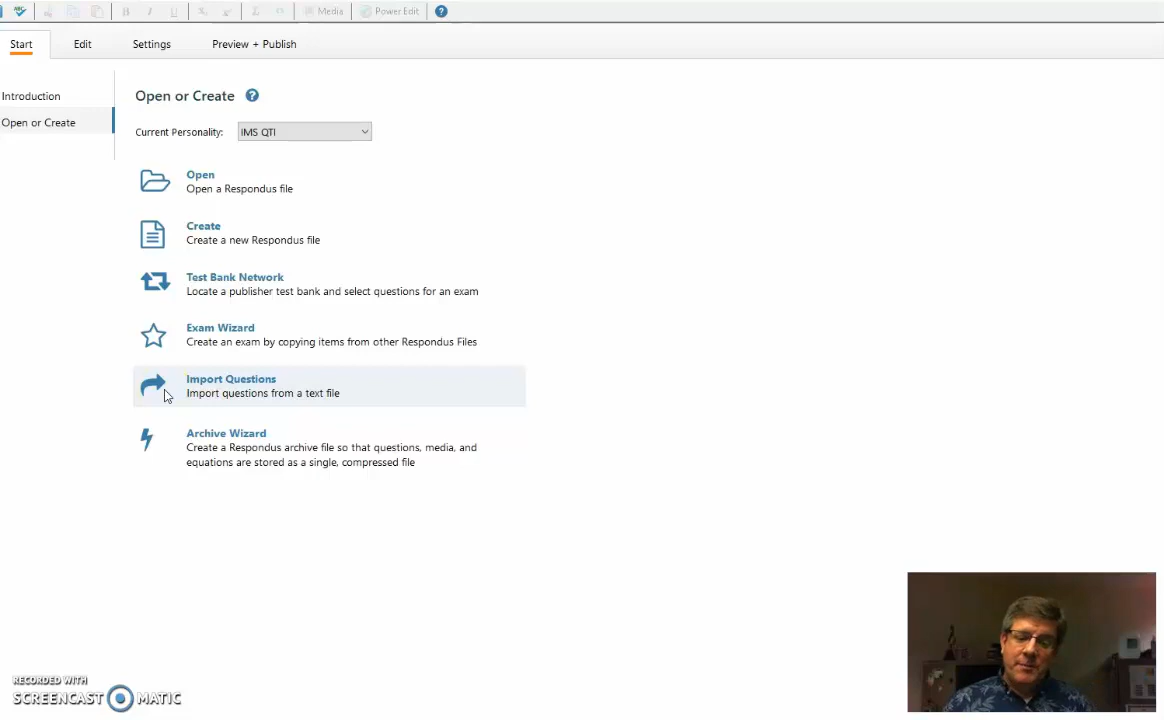 ABC
B I U
Media
Power Edit
?
Start
Edit
Settings
Preview + Publish
Introduction
Open or Create
Open or Create ?
Current Personality: IMS QTI
Open
Open a Respondus file
Create
Create a new Respondus file
Test Bank Network
Locate a publisher test bank and select questions for an exam
Exam Wizard
Create an exam by copying items from other Respondus Files
Import Questions
Import questions from a text file
Archive Wizard
Create a Respondus archive file so that questions, media, and
equations are stored as a single, compressed file
RECORDED WITH
SCREENCAST MATIC